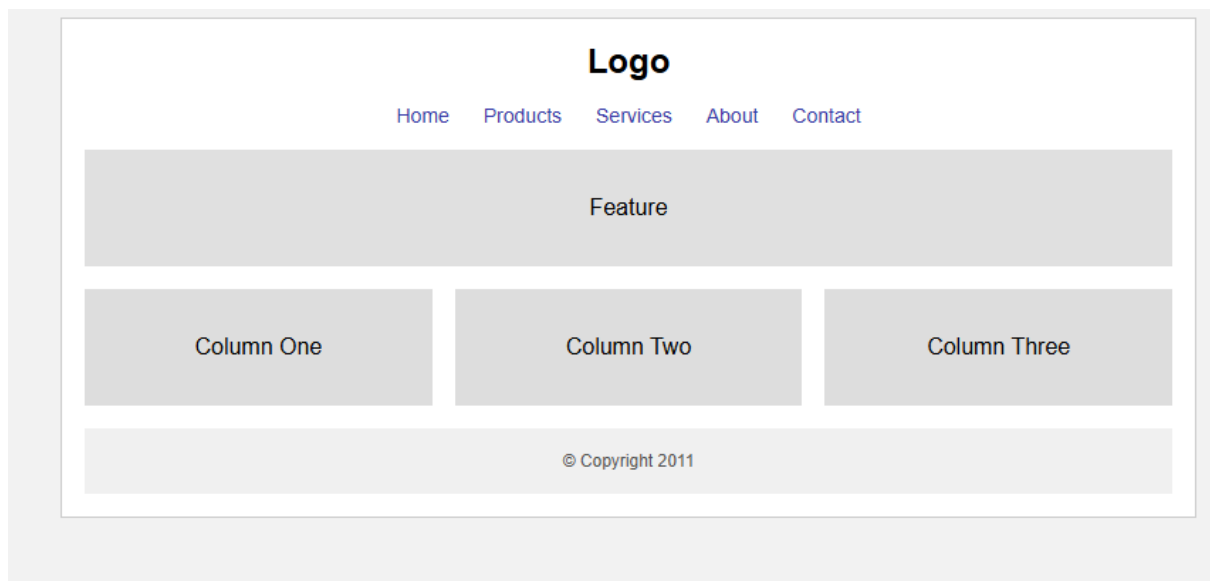 Logo
Home Products Services About Contact
Feature
Column One Column Two Column Three
© Copyright 2011